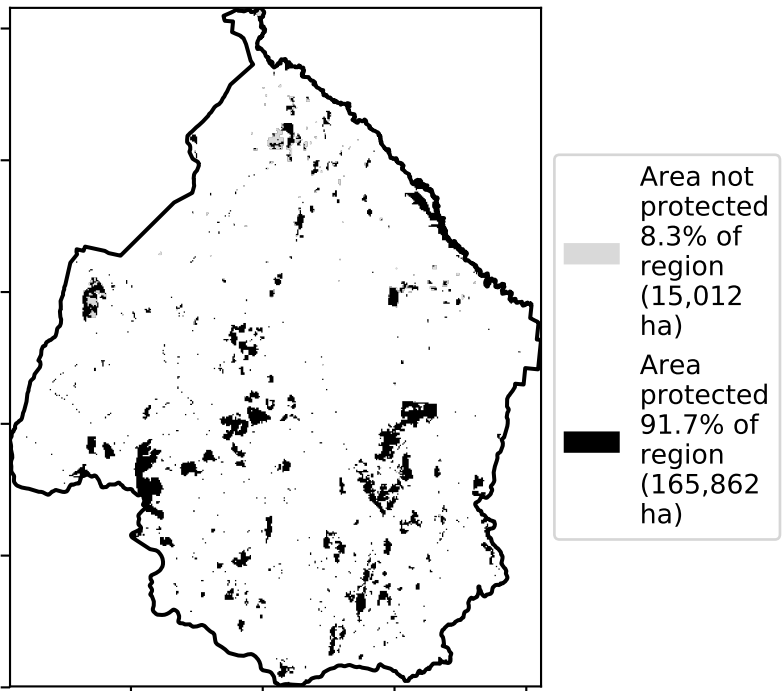 Area not
protected
8.3% of
region
(15,012
ha)
Area
protected
91.7% of
region
(165,862
ha)